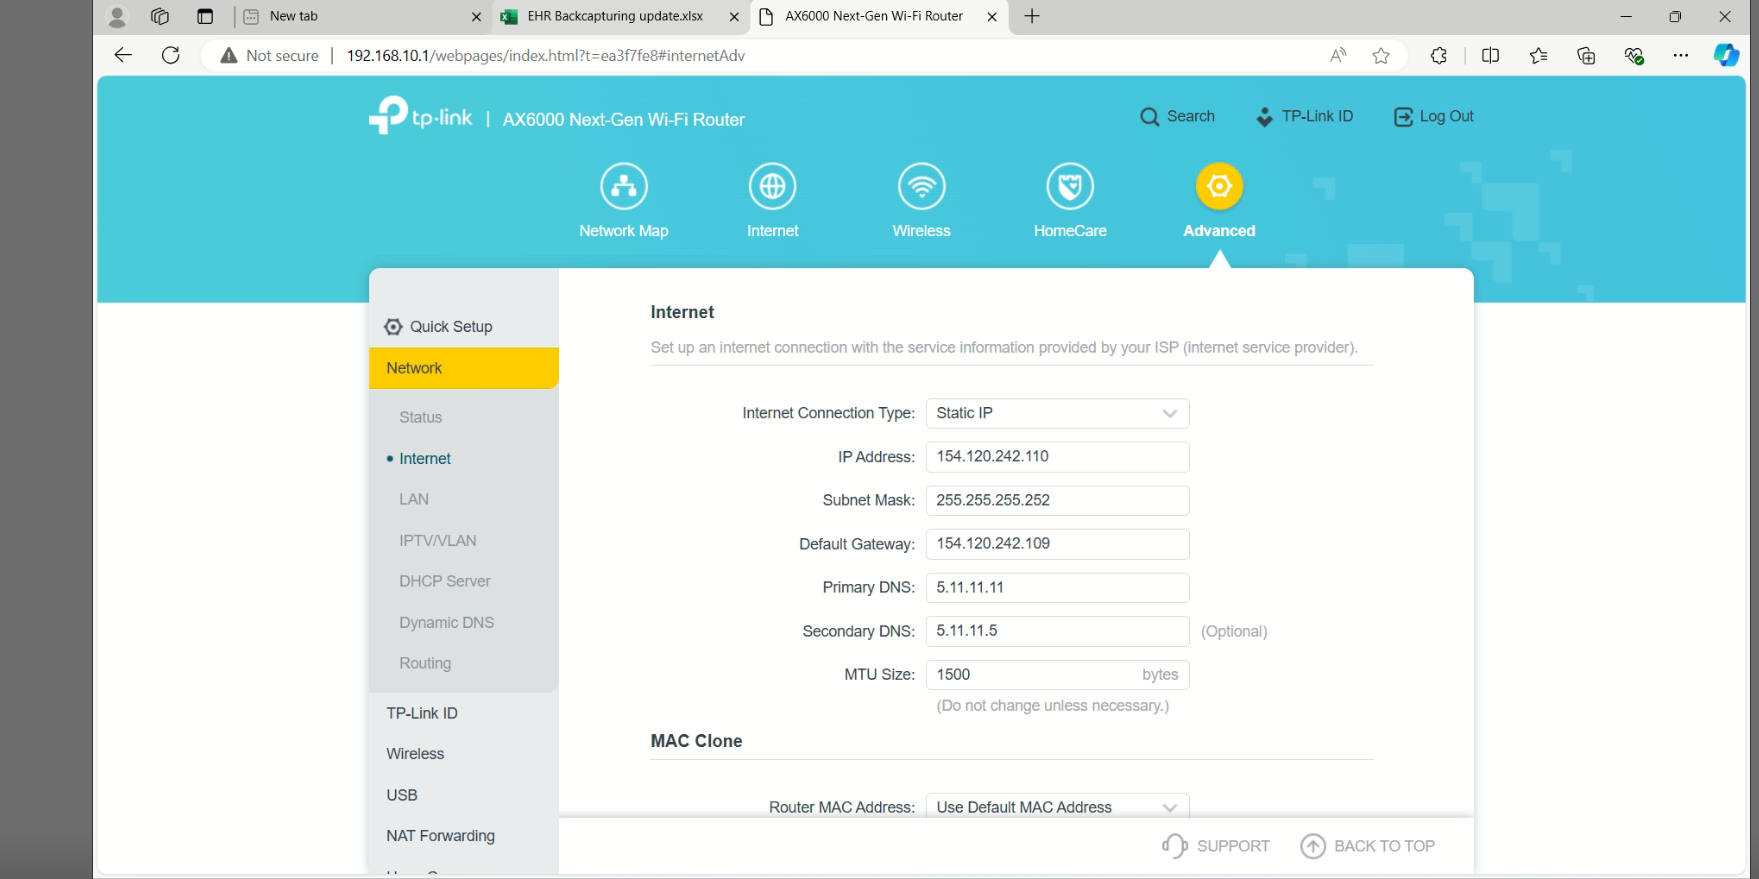 New tab
EHR Backcapturing update.xlsx
AX6000 Next-Gen Wi-Fi Router
Not secure
192.168.10.1/webpages/index.html?t=ea3f7fe8#internetAdv
tp-link | AX6000 Next-Gen Wi-Fi Router
Search
TP-Link ID
Log Out
Network Map
Internet
Wireless
HomeCare
Advanced
Quick Setup
Network
Status
Internet
LAN
IPTV/VLAN
DHCP Server
Dynamic DNS
Routing
TP-Link ID
Wireless
USB
NAT Forwarding
Internet
Set up an internet connection with the service information provided by your ISP (internet service provider).
Internet Connection Type: Static IP
IP Address: 154.120.242.110
Subnet Mask: 255.255.255.252
Default Gateway: 154.120.242.109
Primary DNS: 5.11.11.11
Secondary DNS: 5.11.11.5 (Optional)
MTU Size: 1500 bytes
(Do not change unless necessary.)
MAC Clone
Router MAC Address: Use Default MAC Address
SUPPORT
BACK TO TOP